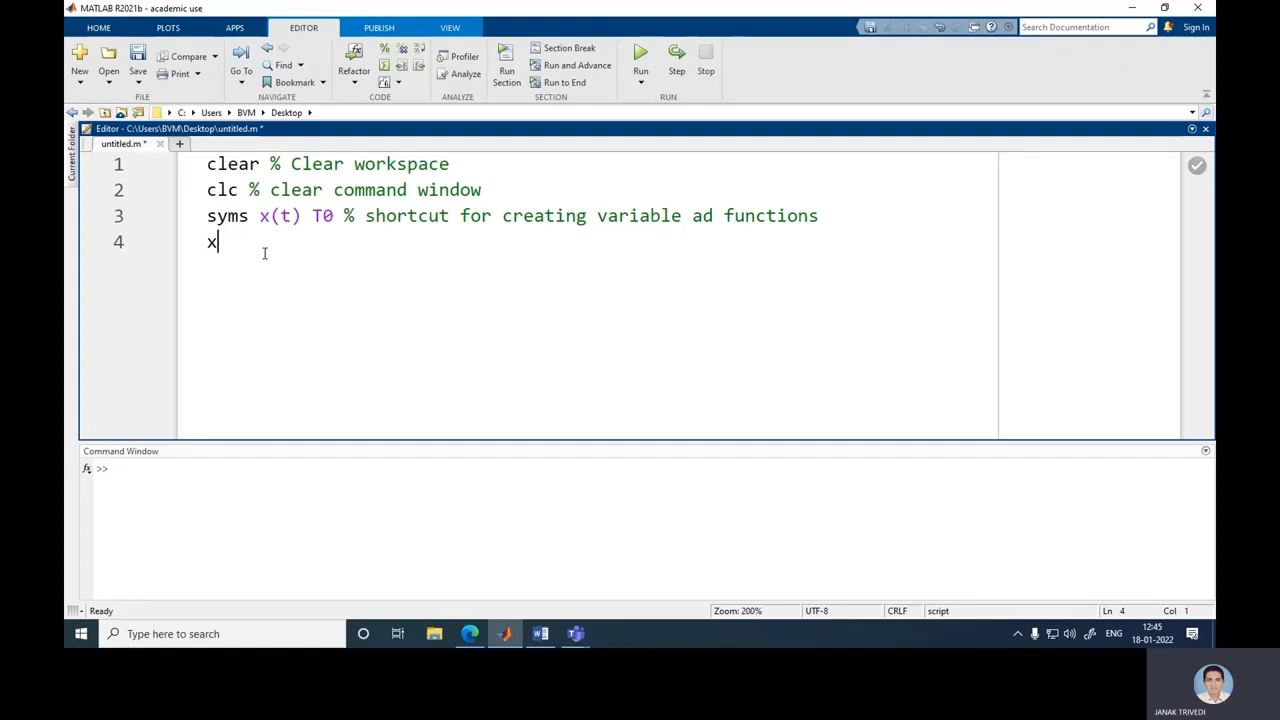 MATLAB R2021b - academic use
HOME PLOTS APPS EDITOR PUBLISH VIEW Search Documentation Sign In
New Open Save Compare Print Go To Find Bookmark Refactor Profiler Analyze Run Section Section Break Run and Advance Run to End Run Step Stop
FILE NAVIGATE CODE ANALYZE SECTION RUN
C: Users BVM Desktop
Current Folder
Editor - C:\Users\BVM\Desktop\untitled.m *
untitled.m * +
1 clear % Clear workspace
2 clc % clear command window
3 syms x(t) T0 % shortcut for creating variable ad functions
4 x
Command Window
fx >>
Ready Zoom: 200% UTF-8 CRLF script Ln 4 Col 1
Type here to search ENG 12:45
18-01-2022
JANAK TRIVEDI